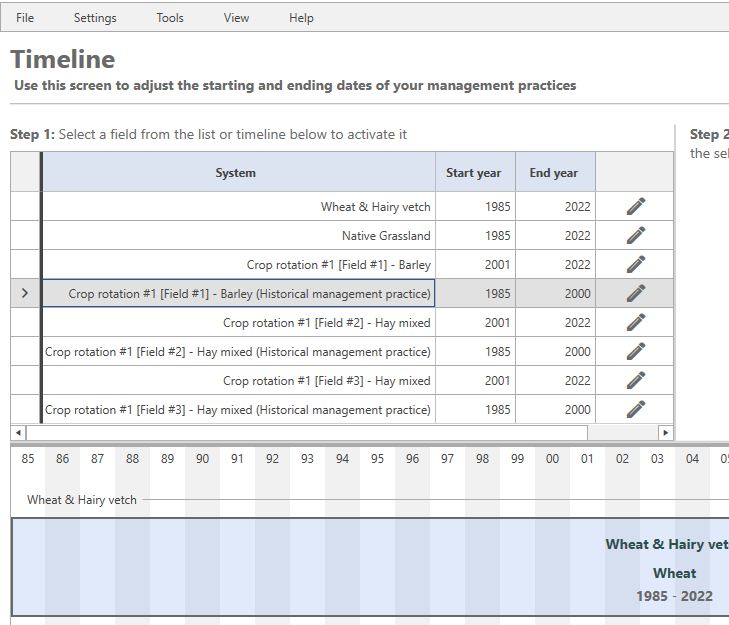 File Settings Tools View Help
Timeline
Use this screen to adjust the starting and ending dates of your management practices
Step 1: Select a field from the list or timeline below to activate it
Step 2
the sel
System Start year End year
Wheat & Hairy vetch 1985 2022
Native Grassland 1985 2022
Crop rotation #1 [Field #1] - Barley 2001 2022
Crop rotation #1 [Field #1] - Barley (Historical management practice) 1985 2000
Crop rotation #1 [Field #2] - Hay mixed 2001 2022
Crop rotation #1 [Field #2] - Hay mixed (Historical management practice) 1985 2000
Crop rotation #1 [Field #3] - Hay mixed 2001 2022
Crop rotation #1 [Field #3] - Hay mixed (Historical management practice) 1985 2000
85 86 87 88 89 90 91 92 93 94 95 96 97 98 99 00 01 02 03 04 05
Wheat & Hairy vetch
Wheat & Hairy vet
Wheat
1985 - 2022